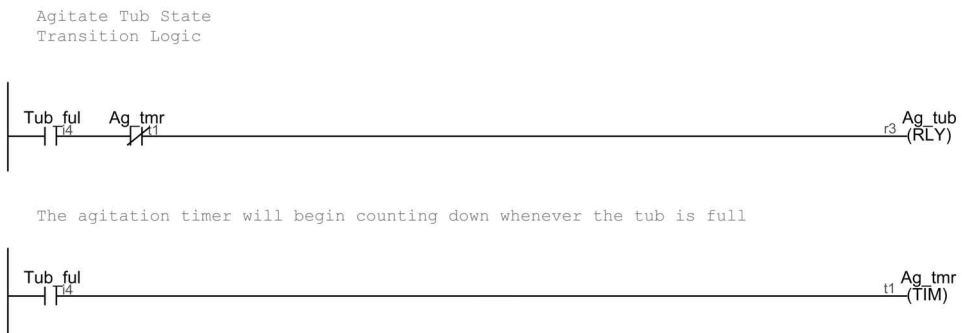 Agitate Tub State
Transition Logic
Tub_ful Ag_tmr Ag_tub
i4 t1 r3 (RLY)
The agitation timer will begin counting down whenever the tub is full
Tub_ful Ag_tmr
i4 t1 (TIM)